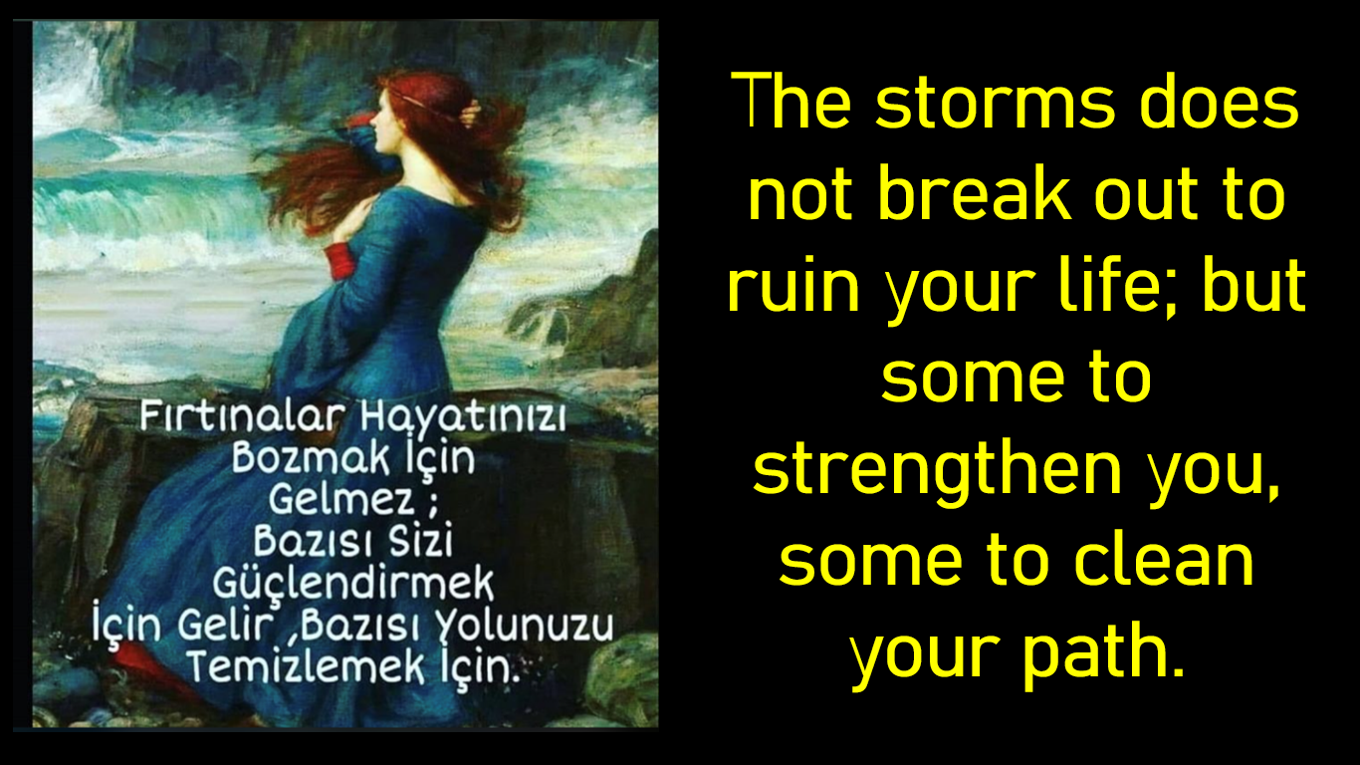 Fırtınalar Hayatınızı
Bozmak İçin
Gelmez ;
Bazısı Sizi
Güçlendirmek
İçin Gelir ,Bazısı Yolunuzu
Temizlemek İçin.
The storms does
not break out to
ruin your life; but
some to
strengthen you,
some to clean
your path.